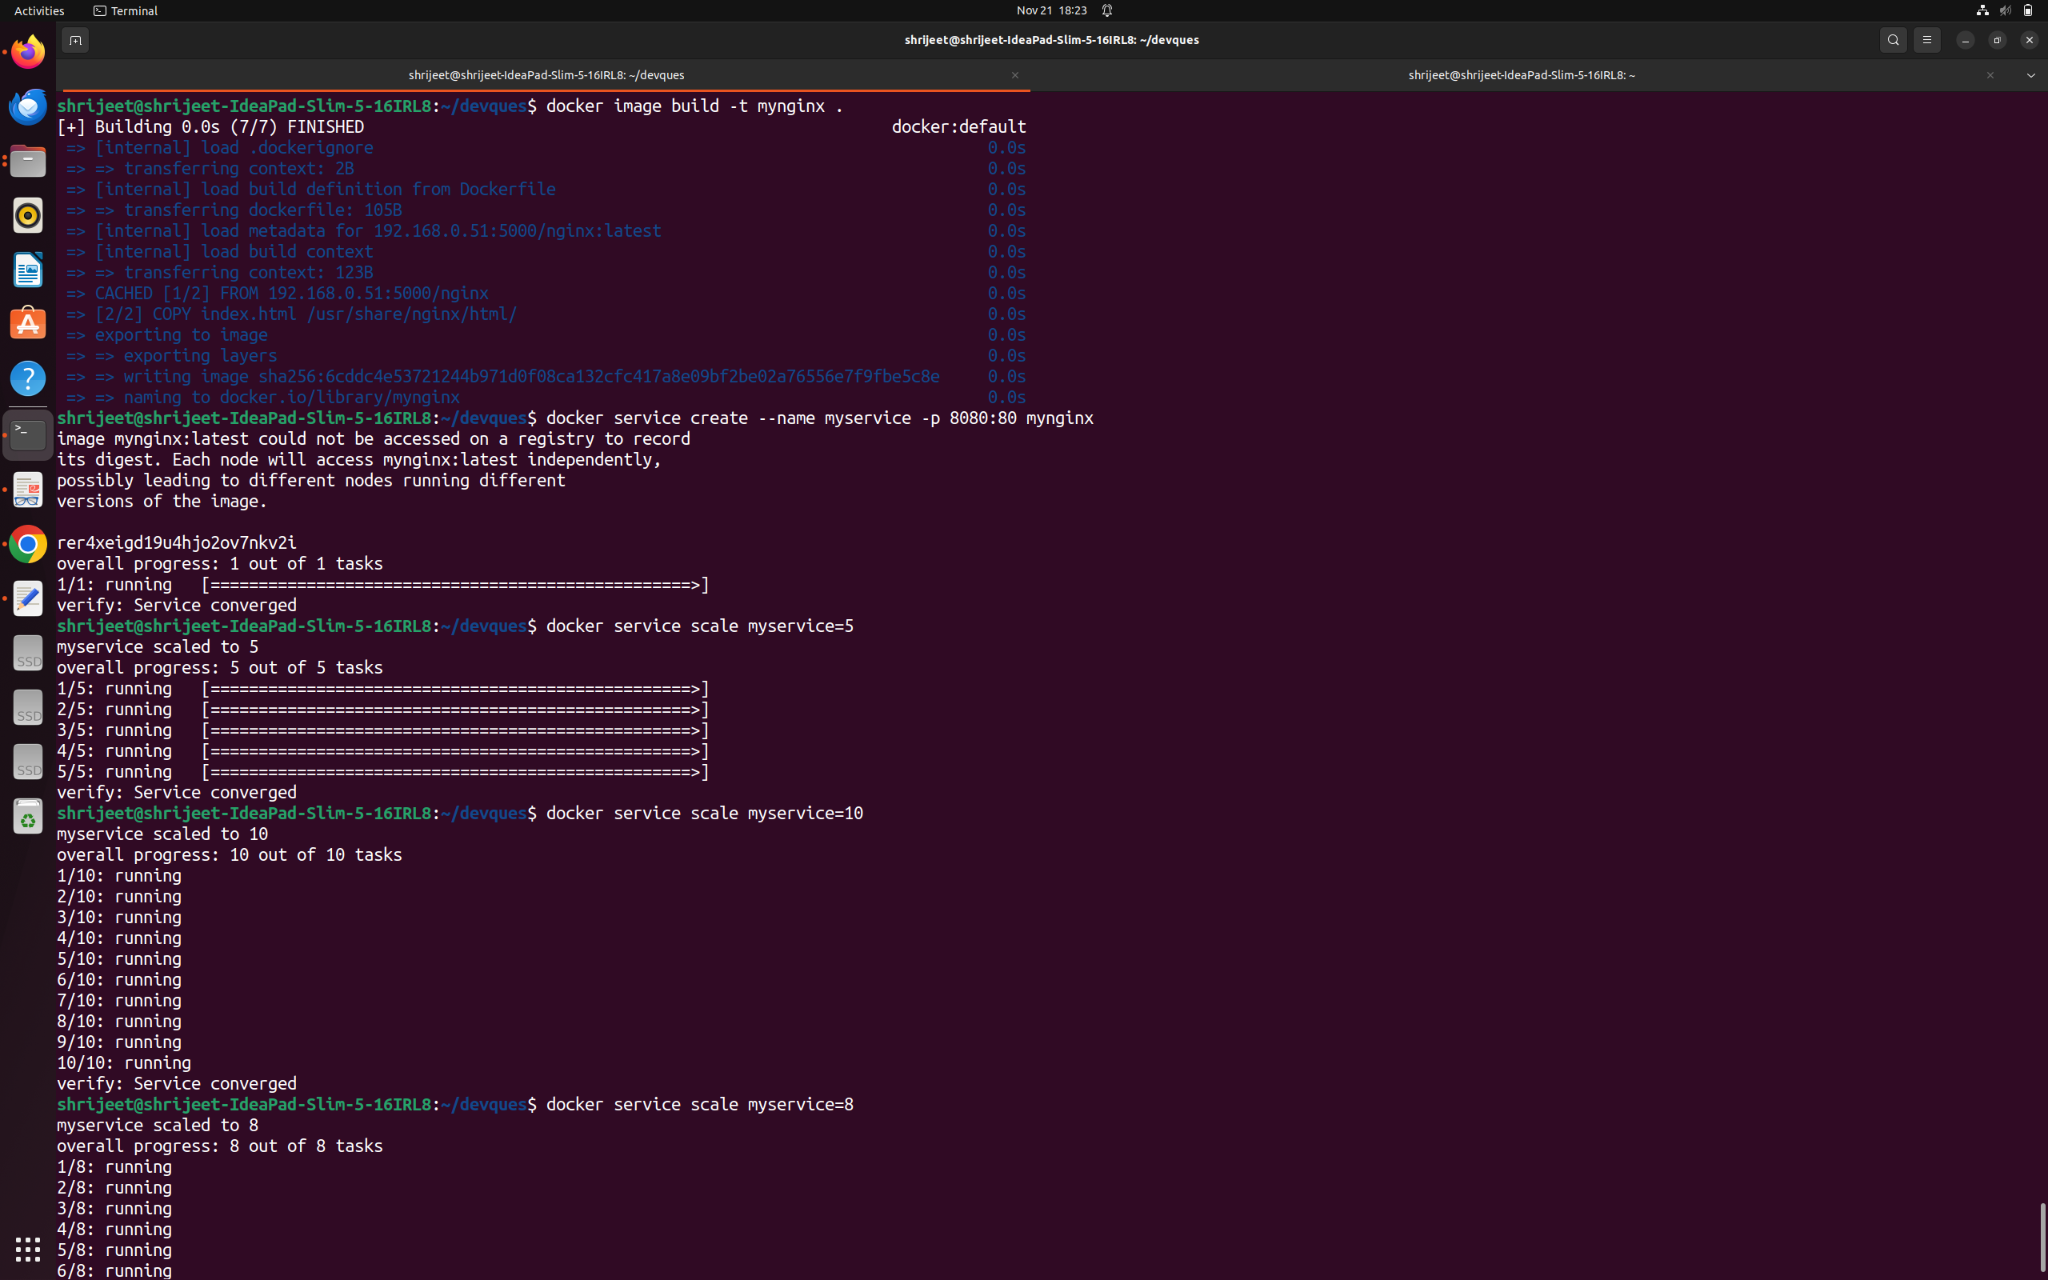 Activities Terminal Nov 21 18:23
shrijeet@shrijeet-IdeaPad-Slim-5-16IRL8: ~/devques
shrijeet@shrijeet-IdeaPad-Slim-5-16IRL8: ~/devques × shrijeet@shrijeet-IdeaPad-Slim-5-16IRL8: ~ ×
shrijeet@shrijeet-IdeaPad-Slim-5-16IRL8:~/devques$ docker image build -t mynginx .
[+] Building 0.0s (7/7) FINISHED docker:default
=> [internal] load .dockerignore 0.0s
=> => transferring context: 2B 0.0s
=> [internal] load build definition from Dockerfile 0.0s
=> => transferring dockerfile: 105B 0.0s
=> [internal] load metadata for 192.168.0.51:5000/nginx:latest 0.0s
=> [internal] load build context 0.0s
=> => transferring context: 123B 0.0s
=> CACHED [1/2] FROM 192.168.0.51:5000/nginx 0.0s
=> [2/2] COPY index.html /usr/share/nginx/html/ 0.0s
=> exporting to image 0.0s
=> => exporting layers 0.0s
=> => writing image sha256:6cddc4e53721244b971d0f08ca132cfc417a8e09bf2be02a76556e7f9fbe5c8e 0.0s
=> => naming to docker.io/library/mynginx 0.0s
shrijeet@shrijeet-IdeaPad-Slim-5-16IRL8:~/devques$ docker service create --name myservice -p 8080:80 mynginx
image mynginx:latest could not be accessed on a registry to record
its digest. Each node will access mynginx:latest independently,
possibly leading to different nodes running different
versions of the image.
rer4xeigd19u4hjo2ov7nkv2i
overall progress: 1 out of 1 tasks
1/1: running [==================================================>]
verify: Service converged
shrijeet@shrijeet-IdeaPad-Slim-5-16IRL8:~/devques$ docker service scale myservice=5
myservice scaled to 5
overall progress: 5 out of 5 tasks
1/5: running [==================================================>]
2/5: running [==================================================>]
3/5: running [==================================================>]
4/5: running [==================================================>]
5/5: running [==================================================>]
verify: Service converged
shrijeet@shrijeet-IdeaPad-Slim-5-16IRL8:~/devques$ docker service scale myservice=10
myservice scaled to 10
overall progress: 10 out of 10 tasks
1/10: running
2/10: running
3/10: running
4/10: running
5/10: running
6/10: running
7/10: running
8/10: running
9/10: running
10/10: running
verify: Service converged
shrijeet@shrijeet-IdeaPad-Slim-5-16IRL8:~/devques$ docker service scale myservice=8
myservice scaled to 8
overall progress: 8 out of 8 tasks
1/8: running
2/8: running
3/8: running
4/8: running
5/8: running
6/8: running
SSD
SSD
SSD